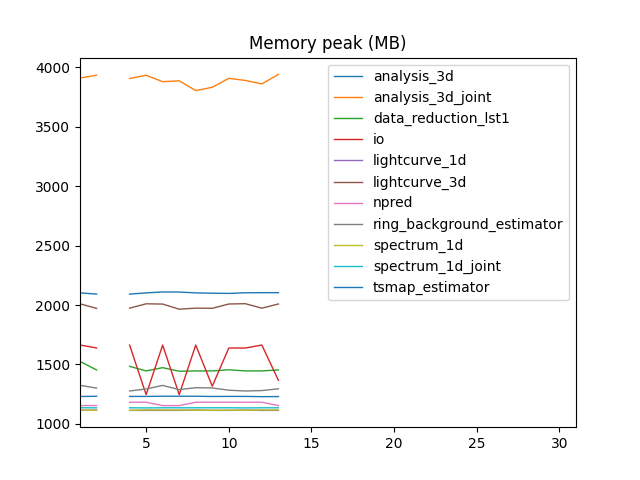 Memory peak (MB)
4000
3500
3000
2500
2000
1500
1000
5
10
15
20
25
30
analysis_3d
analysis_3d_joint
data_reduction_lst1
io
lightcurve_1d
lightcurve_3d
npred
ring_background_estimator
spectrum_1d
spectrum_1d_joint
tsmap_estimator